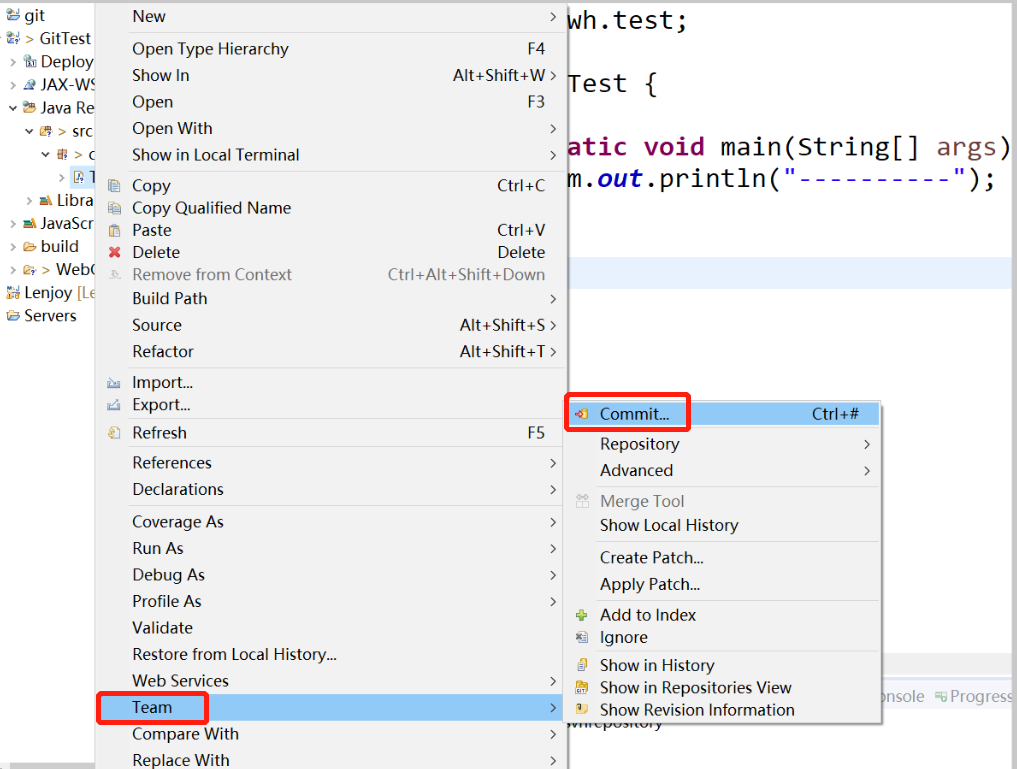 git
> GitTest
Deploy
JAX-WS
Java Re
> src
>
Libra
JavaScr
build
> Web
Lenjoy [Le
Servers
New
Open Type Hierarchy F4
Show In Alt+Shift+W
Open F3
Open With
Show in Local Terminal
Copy Ctrl+C
Copy Qualified Name
Paste Ctrl+V
Delete Delete
Remove from Context Ctrl+Alt+Shift+Down
Build Path
Source Alt+Shift+S
Refactor Alt+Shift+T
Import...
Export...
Refresh F5
References
Declarations
Coverage As
Run As
Debug As
Profile As
Validate
Restore from Local History...
Web Services
Team
Compare With
Replace With
wh.test;
Test {
atic void main(String[] args)
m.out.println("----------");
Commit... Ctrl+#
Repository
Advanced
Merge Tool
Show Local History
Create Patch...
Apply Patch...
Add to Index
Ignore
Show in History
Show in Repositories View
Show Revision Information
onsole Progress